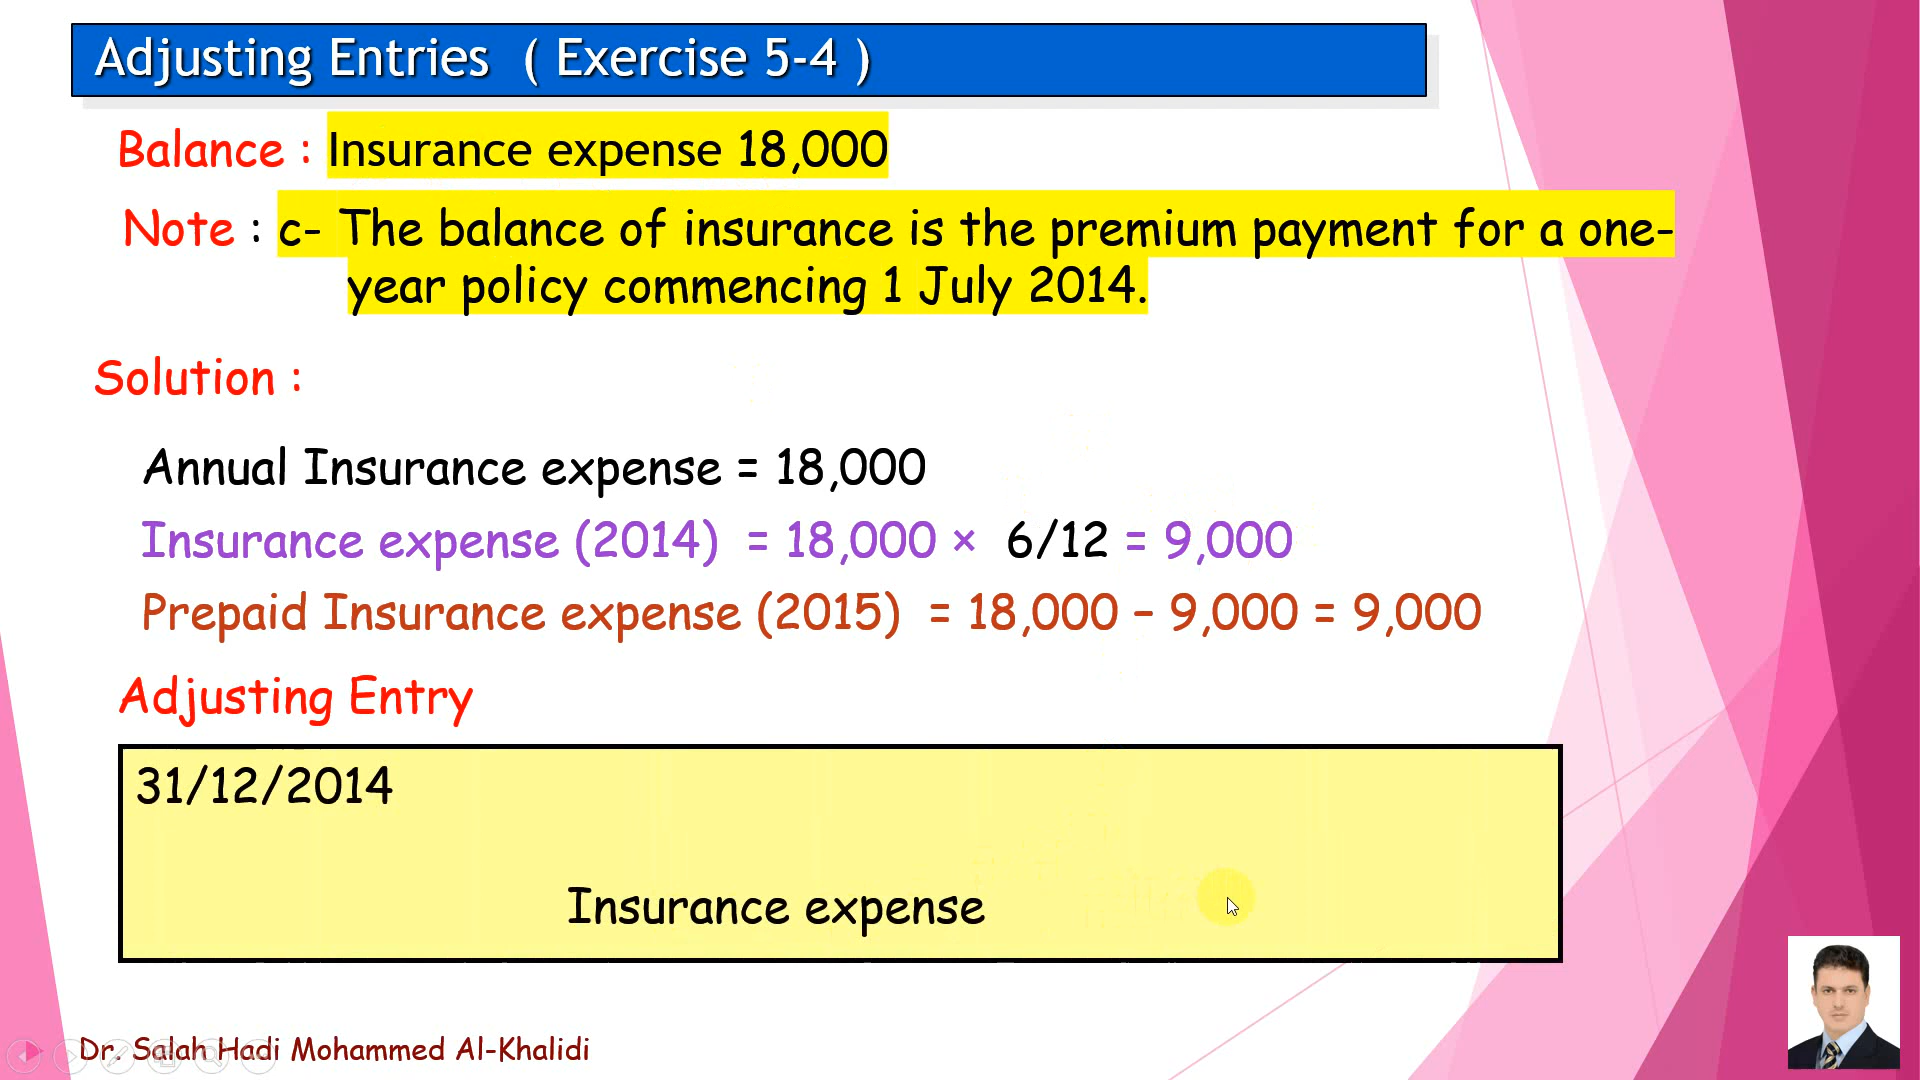 Adjusting Entries ( Exercise 5-4 )
Balance : Insurance expense 18,000
Note : c- The balance of insurance is the premium payment for a one-
year policy commencing 1 July 2014.
Solution :
Annual Insurance expense = 18,000
Insurance expense (2014) = 18,000 × 6/12 = 9,000
Prepaid Insurance expense (2015) = 18,000 – 9,000 = 9,000
Adjusting Entry
31/12/2014
Insurance expense
Dr. Salah Hadi Mohammed Al-Khalidi